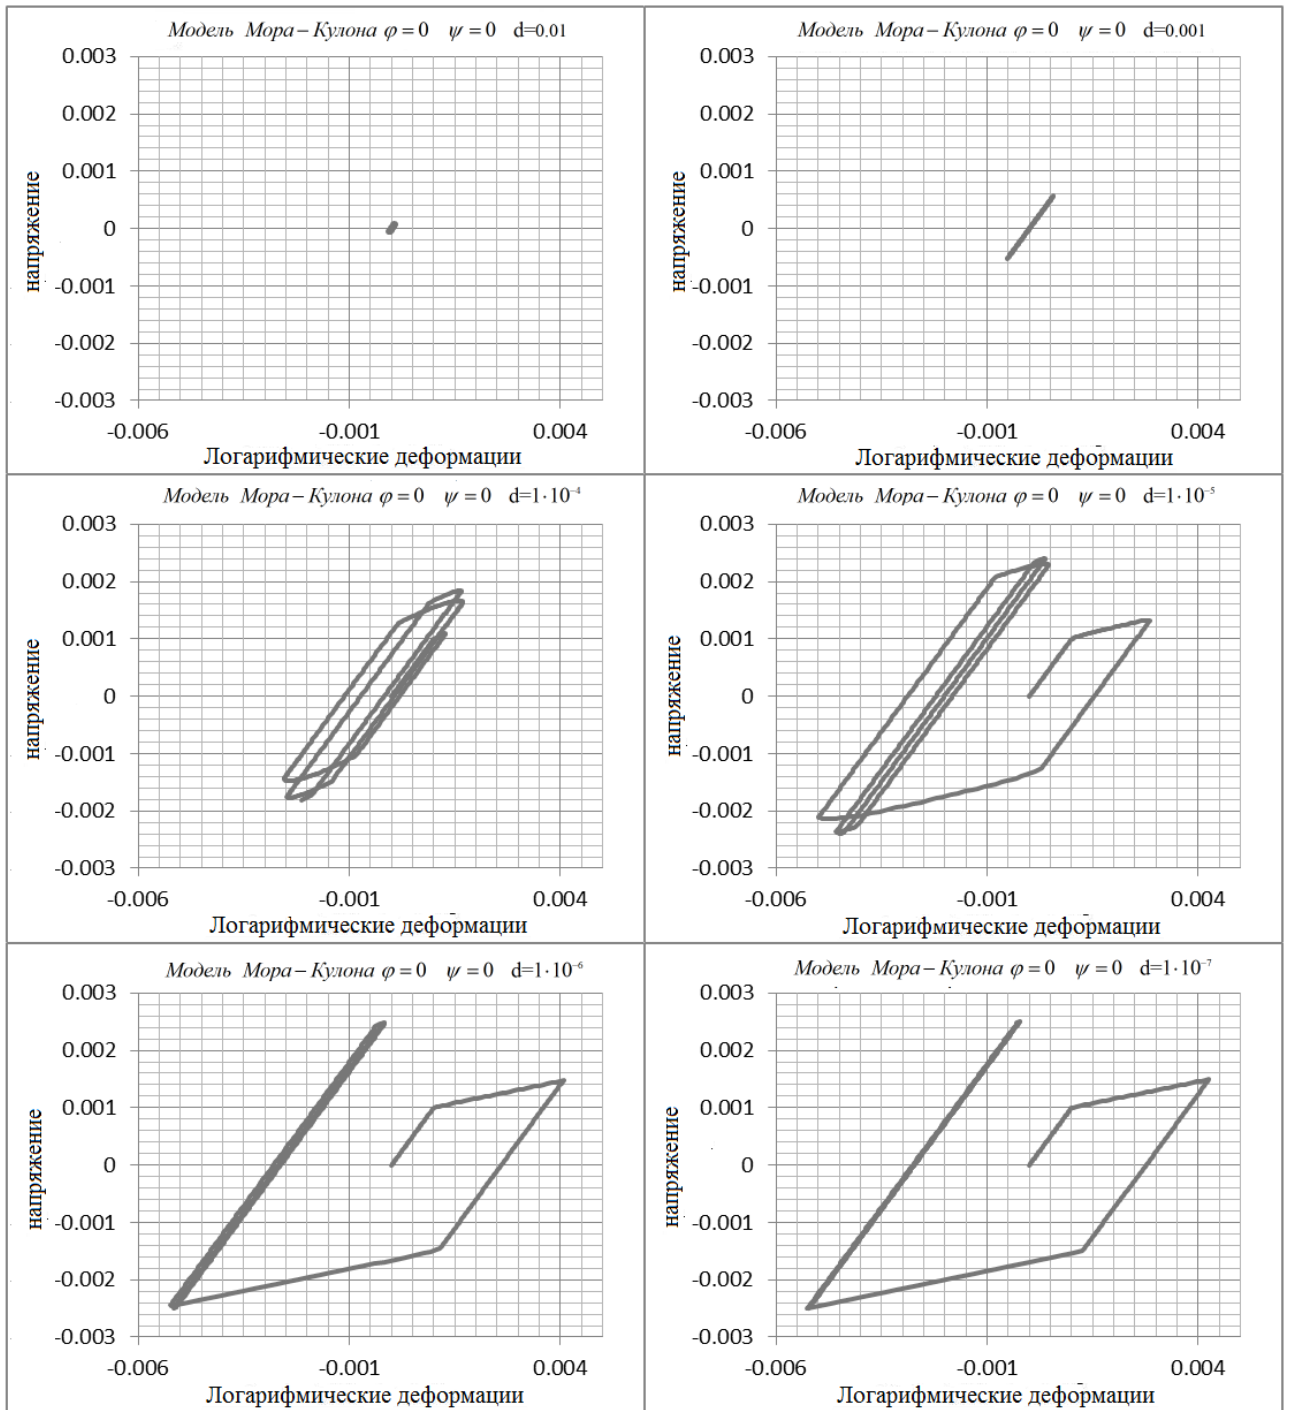 Модель Мора – Кулона φ = 0 ψ = 0 d=0.01
0.003
0.002
0.001
0
-0.001
-0.002
-0.003
напряжение
-0.006 -0.001 0.004
Логарифмические деформации
Модель Мора – Кулона φ = 0 ψ = 0 d=0.001
0.003
0.002
0.001
0
-0.001
-0.002
-0.003
напряжение
-0.006 -0.001 0.004
Логарифмические деформации
Модель Мора – Кулона φ = 0 ψ = 0 d=1·10⁻⁴
0.003
0.002
0.001
0
-0.001
-0.002
-0.003
напряжение
-0.006 -0.001 0.004
Логарифмические деформации
Модель Мора – Кулона φ = 0 ψ = 0 d=1·10⁻⁵
0.003
0.002
0.001
0
-0.001
-0.002
-0.003
напряжение
-0.006 -0.001 0.004
Логарифмические деформации
Модель Мора – Кулона φ = 0 ψ = 0 d=1·10⁻⁶
0.003
0.002
0.001
0
-0.001
-0.002
-0.003
напряжение
-0.006 -0.001 0.004
Логарифмические деформации
Модель Мора – Кулона φ = 0 ψ = 0 d=1·10⁻⁷
0.003
0.002
0.001
0
-0.001
-0.002
-0.003
напряжение
-0.006 -0.001 0.004
Логарифмические деформации